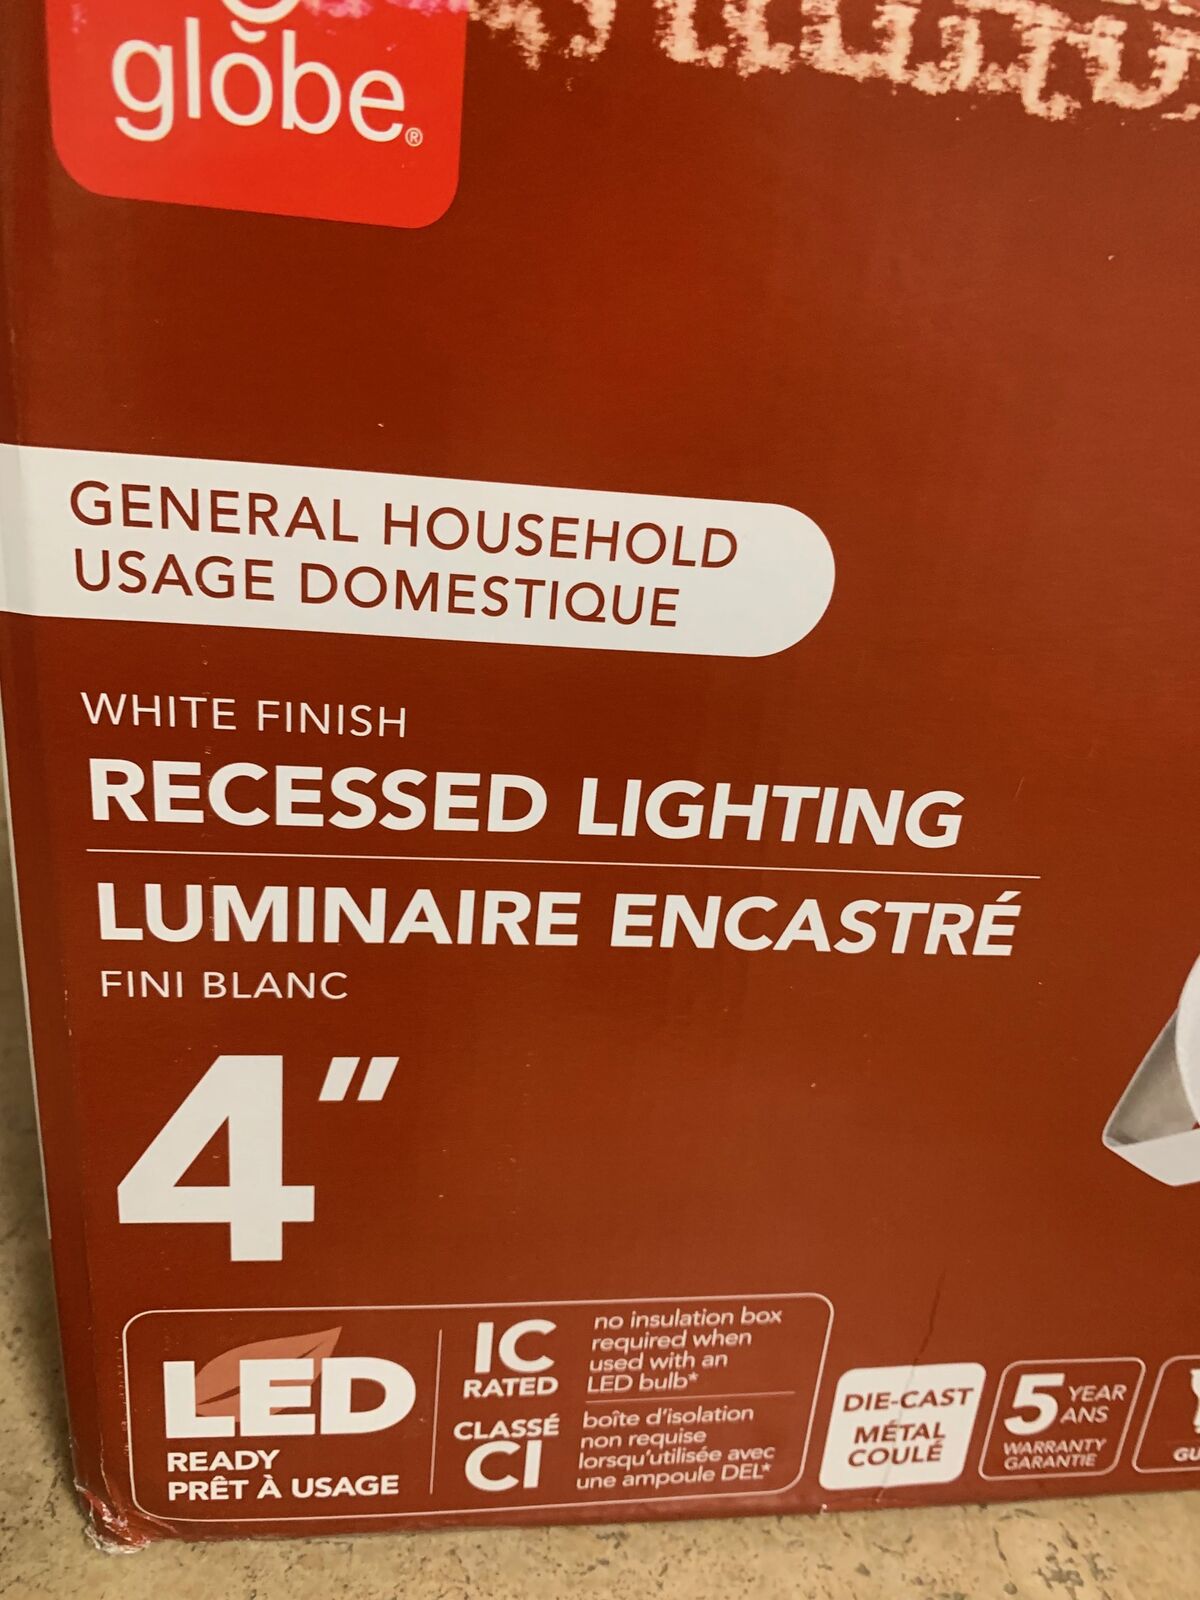 glŏbe®
GENERAL HOUSEHOLD
USAGE DOMESTIQUE
WHITE FINISH
RECESSED LIGHTING
LUMINAIRE ENCASTRÉ
FINI BLANC
4"
LED
READY
PRÊT À USAGE
IC
RATED
CLASSÉ
CI
no insulation box
required when
used with an
LED bulb*
boîte d'isolation
non requise
lorsqu'utilisée avec
une ampoule DEL*
DIE-CAST
MÉTAL
COULÉ
5 YEAR
ANS
WARRANTY
GARANTIE
GU